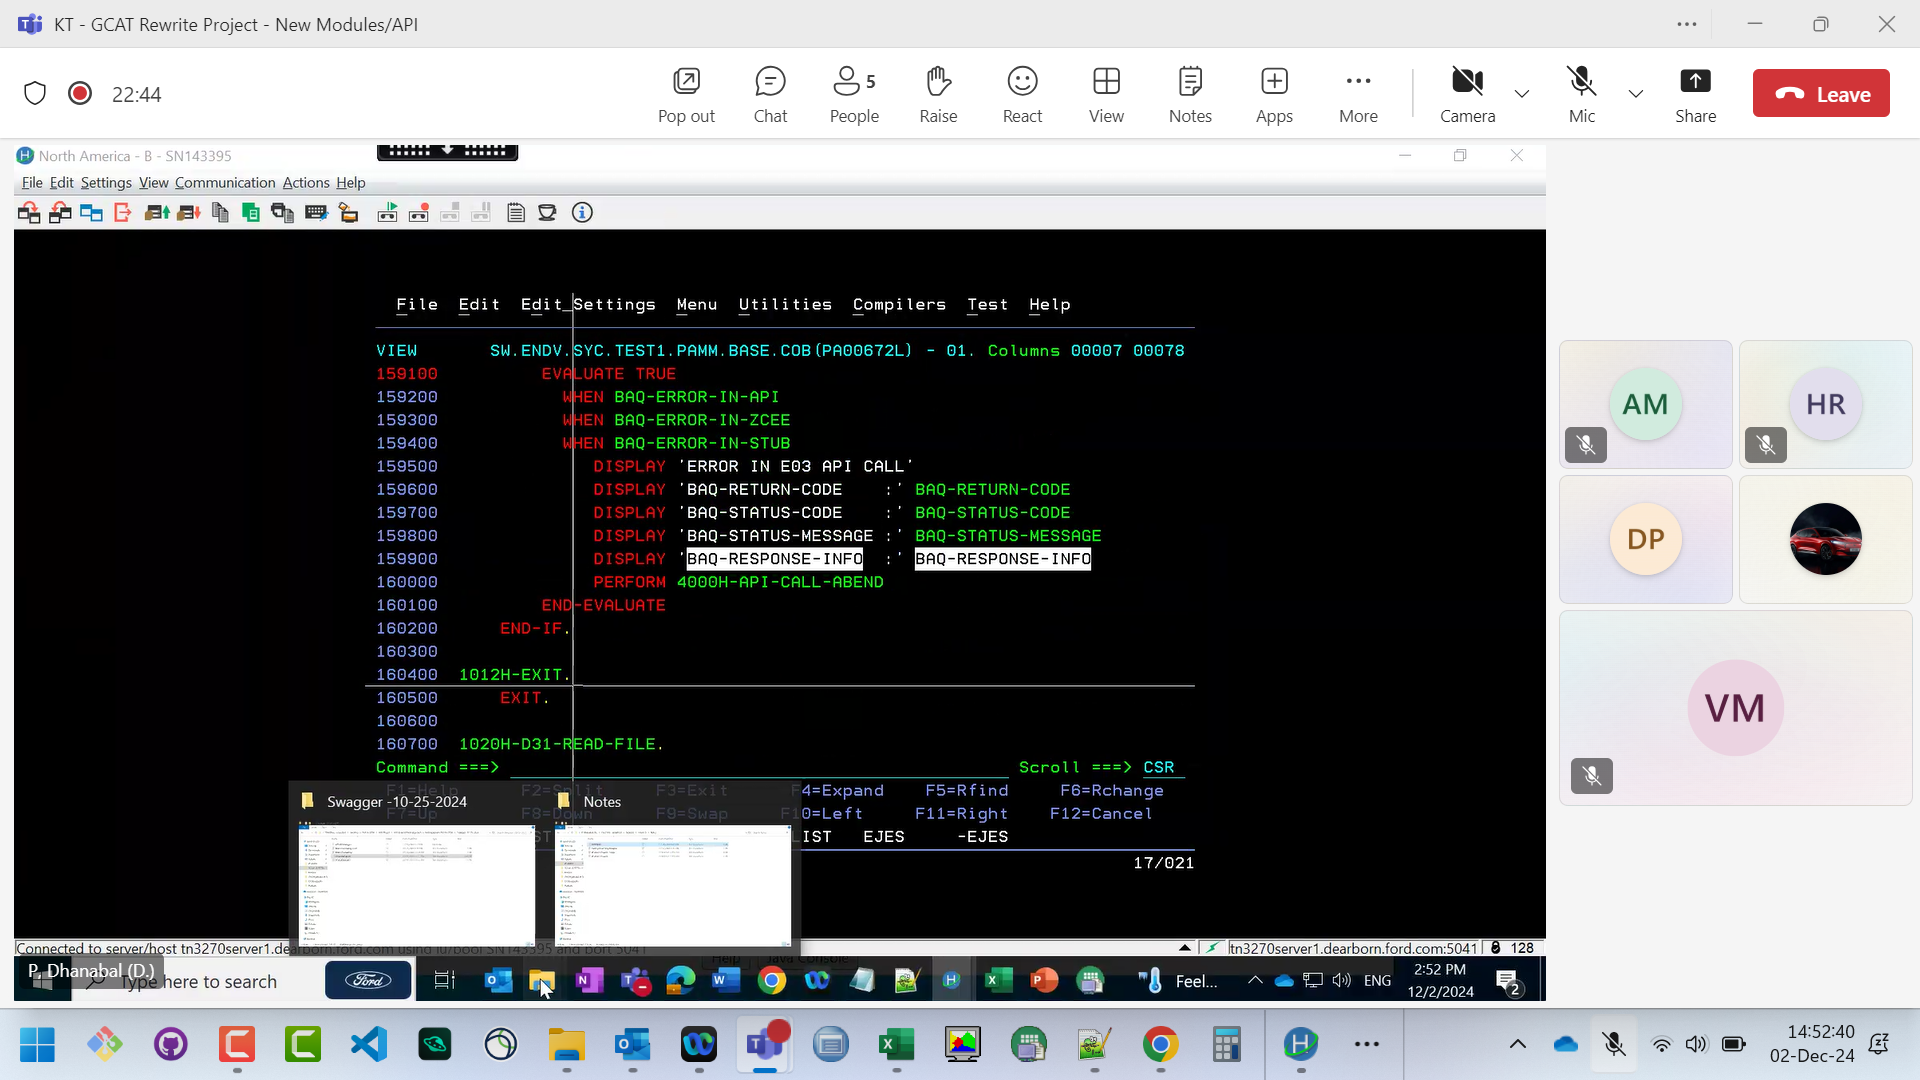 KT - GCAT Rewrite Project - New Modules/API
22:44
Pop out
Chat
5
People
Raise
React
View
Notes
Apps
More
Camera
Mic
Share
Leave
North America - B - SN143395
File Edit Settings View Communication Actions Help
File Edit Edit_Settings Menu Utilities Compilers Test Help
VIEW SW.ENDV.SYC.TEST1.PAMM.BASE.COB(PA00672L) - 01. Columns 00007 00078
159100 EVALUATE TRUE
159200 WHEN BAQ-ERROR-IN-API
159300 WHEN BAQ-ERROR-IN-ZCEE
159400 WHEN BAQ-ERROR-IN-STUB
159500 DISPLAY 'ERROR IN E03 API CALL'
159600 DISPLAY 'BAQ-RETURN-CODE :' BAQ-RETURN-CODE
159700 DISPLAY 'BAQ-STATUS-CODE :' BAQ-STATUS-CODE
159800 DISPLAY 'BAQ-STATUS-MESSAGE :' BAQ-STATUS-MESSAGE
159900 DISPLAY 'BAQ-RESPONSE-INFO :' BAQ-RESPONSE-INFO
160000 PERFORM 4000H-API-CALL-ABEND
160100 END-EVALUATE
160200 END-IF.
160300
160400 1012H-EXIT.
160500 EXIT.
160600
160700 1020H-D31-READ-FILE.
Command ===> Scroll ===> CSR
F1=Help F2=Split F3=Exit F4=Expand F5=Rfind F6=Rchange
F7=Up F8=Down F9=Swap F10=Left F11=Right F12=Cancel
LIST EJES -EJES
17/021
Swagger -10-25-2024
Notes
Connected to server/host tn3270server1.dearborn.ford.com using lu/pool SN143395 and port 5041
tn3270server1.dearborn.ford.com:5041
128
Help Java Console
P, Dhanabal (D.)
Type here to search
Ford
Feel...
ENG
2:52 PM
12/2/2024
2
AM
HR
DP
VM
14:52:40
02-Dec-24